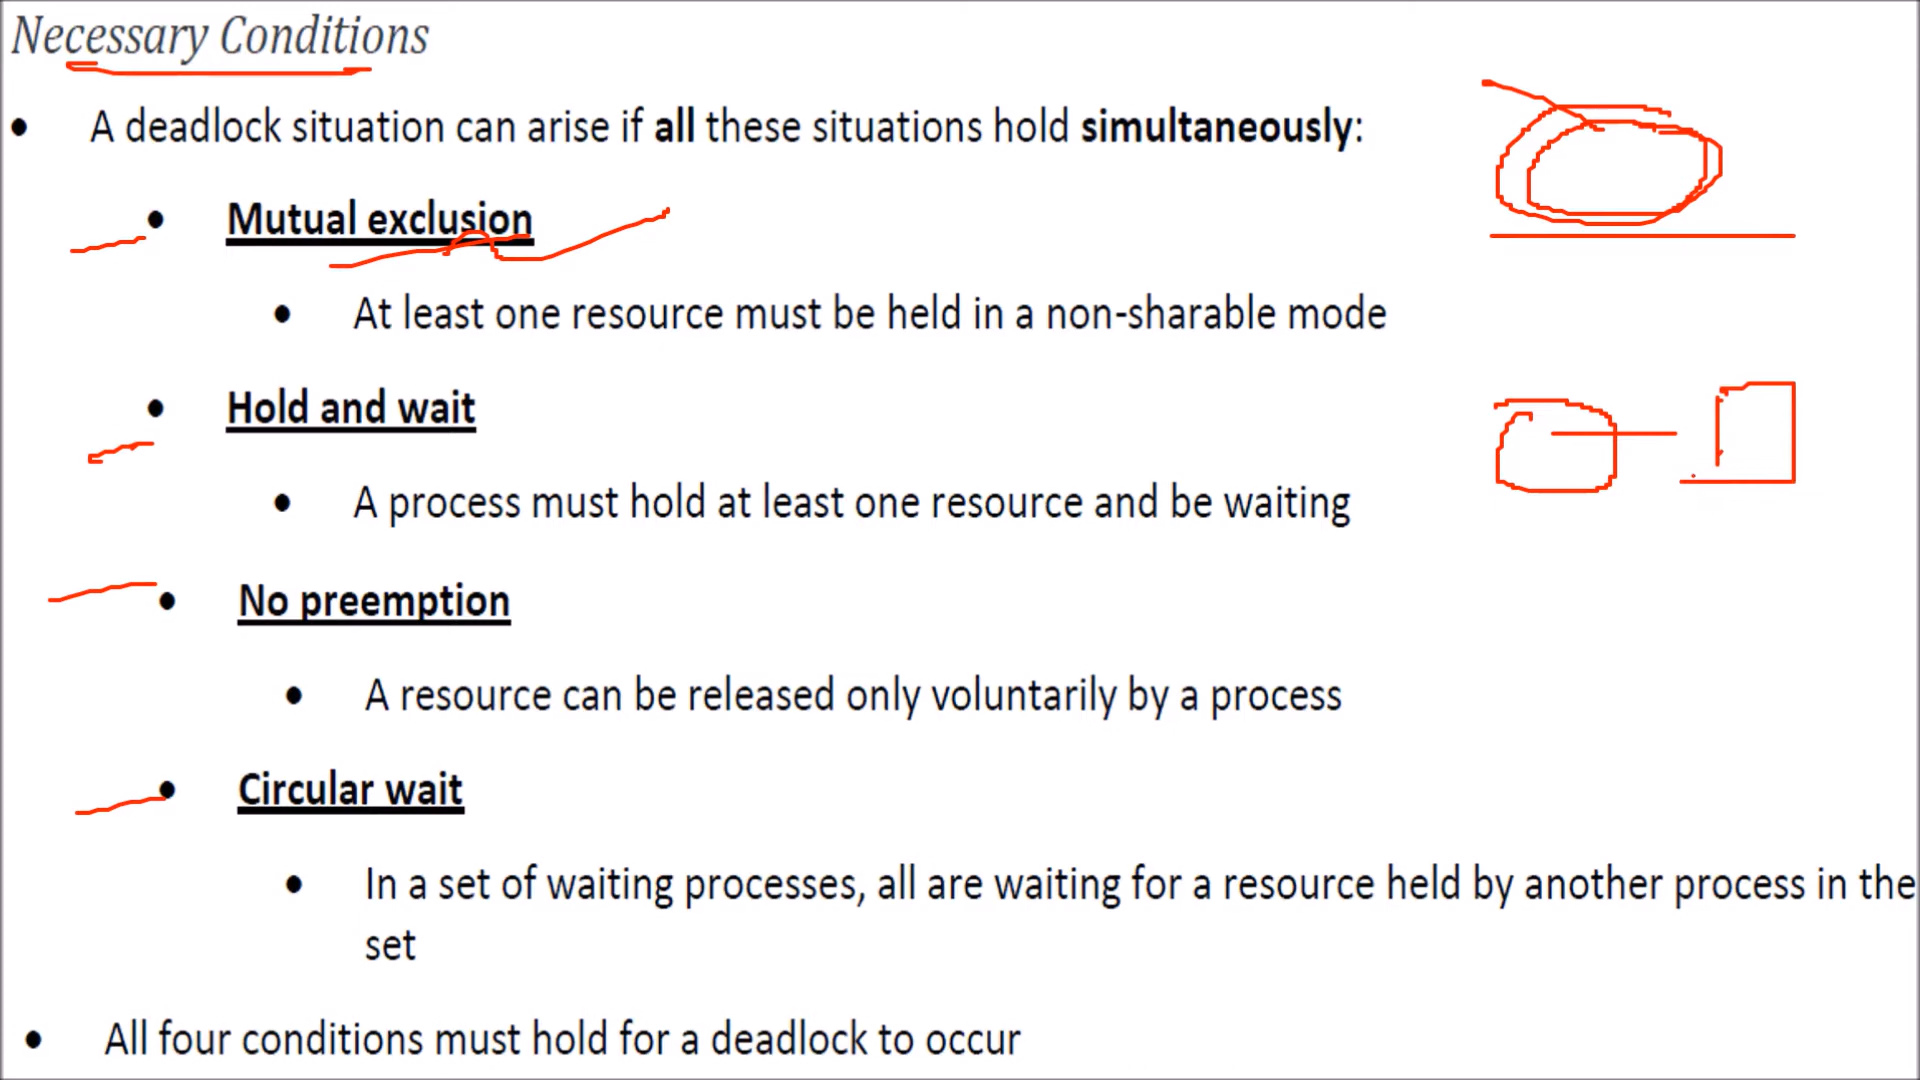 Necessary Conditions
• A deadlock situation can arise if all these situations hold simultaneously:
• Mutual exclusion
• At least one resource must be held in a non-sharable mode
• Hold and wait
• A process must hold at least one resource and be waiting
• No preemption
• A resource can be released only voluntarily by a process
• Circular wait
• In a set of waiting processes, all are waiting for a resource held by another process in the
set
• All four conditions must hold for a deadlock to occur